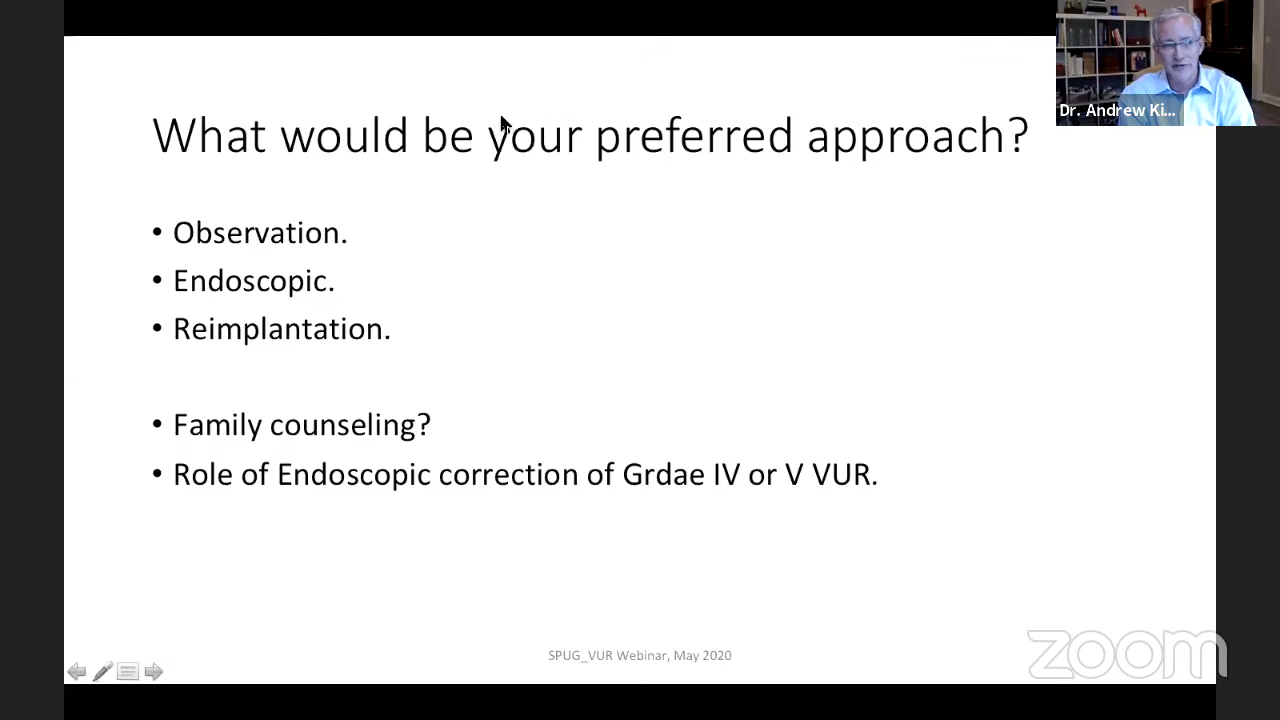 Dr. Andrew Ki...
What would be your preferred approach?
• Observation.
• Endoscopic.
• Reimplantation.
• Family counseling?
• Role of Endoscopic correction of Grdae IV or V VUR.
SPUG_VUR Webinar, May 2020
zoom